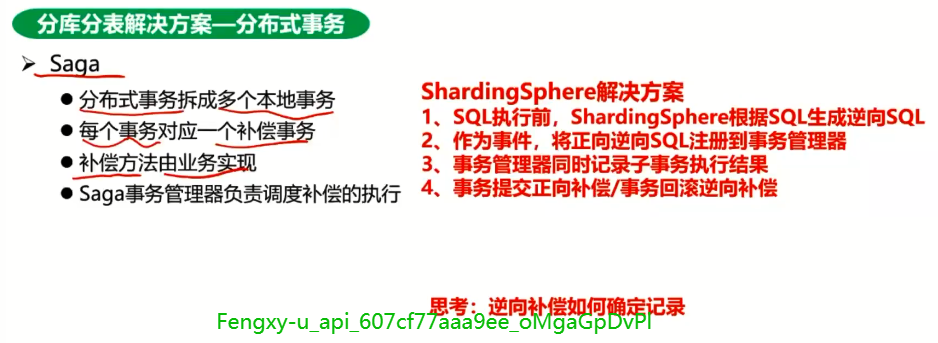 分库分表解决方案—分布式事务
Saga
分布式事务拆成多个本地事务
每个事务对应一个补偿事务
补偿方法由业务实现
Saga事务管理器负责调度补偿的执行
ShardingSphere解决方案
1、SQL执行前，ShardingSphere根据SQL生成逆向SQL
2、作为事件，将正向逆向SQL注册到事务管理器
3、事务管理器同时记录子事务执行结果
4、事务提交正向补偿/事务回滚逆向补偿
思考：逆向补偿如何确定记录
Fengxy-u_api_607cf77aaa9ee_oMgaGpDvPl